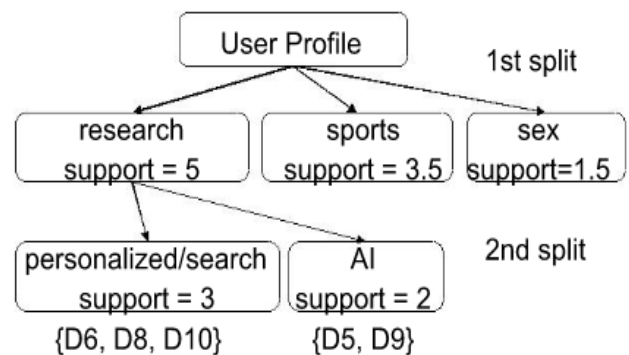 User Profile
1st split
research
support = 5
sports
support = 3.5
sex
support=1.5
personalized/search
support = 3
AI
support = 2
2nd split
{D6, D8, D10}
{D5, D9}